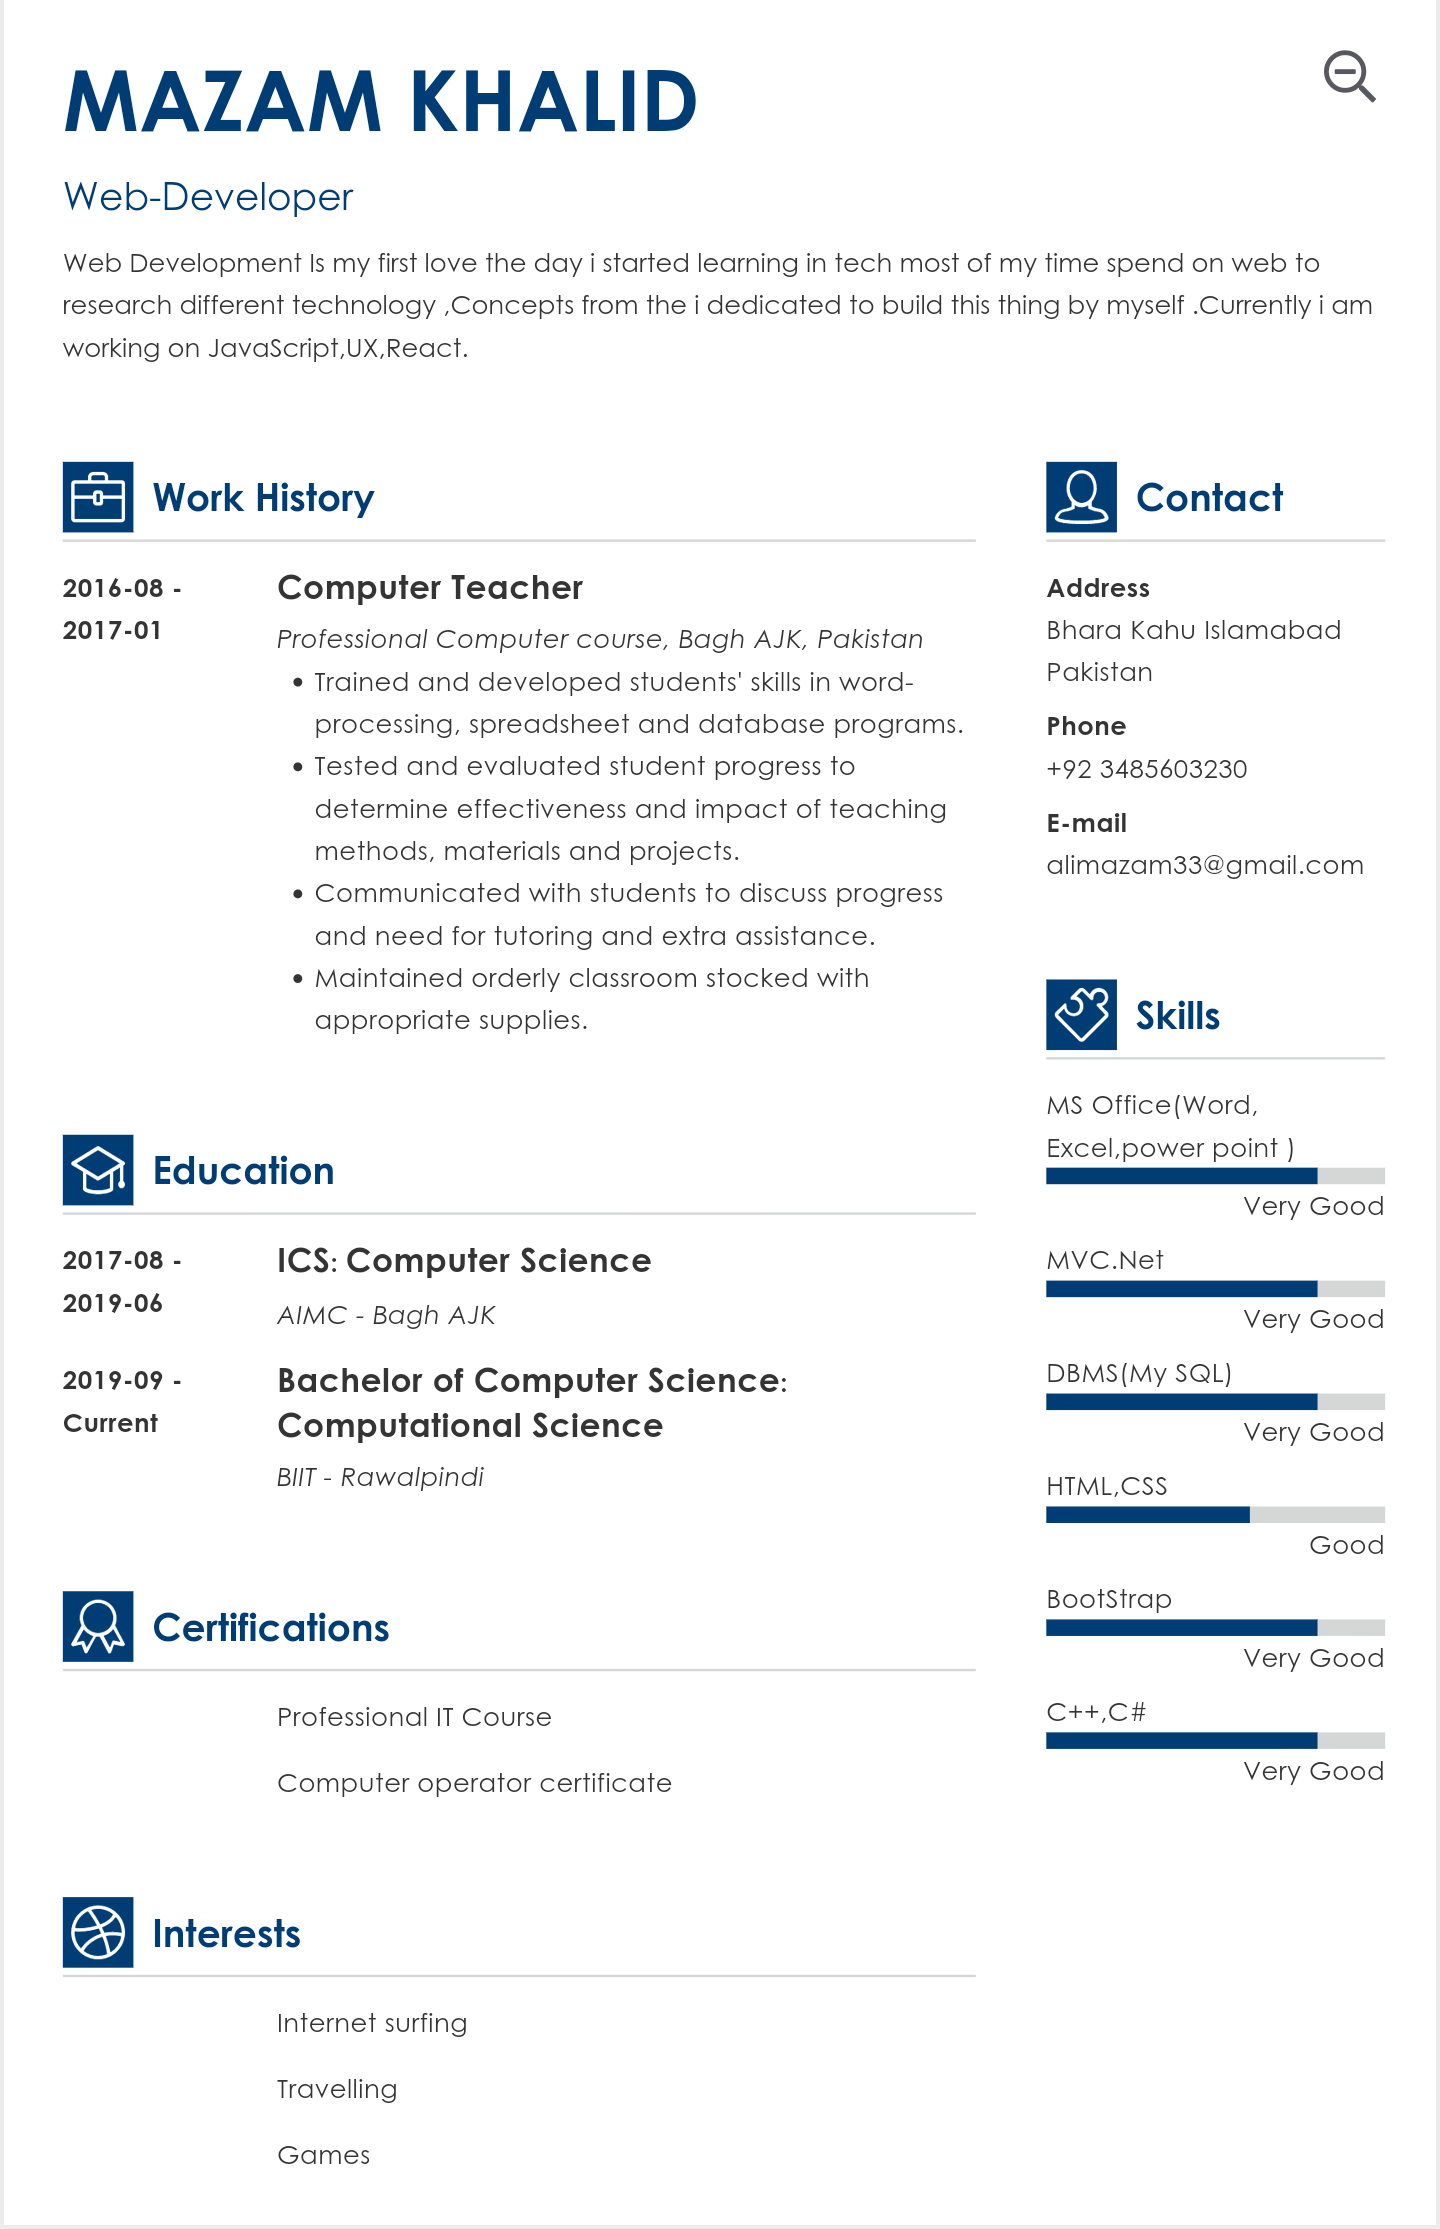 MAZAM KHALID
Web-Developer
Web Development Is my first love the day i started learning in tech most of my time spend on web to
research different technology ,Concepts from the i dedicated to build this thing by myself .Currently i am
working on JavaScript,UX,React.
Work History
2016-08 -
2017-01
Computer Teacher
Professional Computer course, Bagh AJK, Pakistan
• Trained and developed students' skills in word-
processing, spreadsheet and database programs.
• Tested and evaluated student progress to
determine effectiveness and impact of teaching
methods, materials and projects.
• Communicated with students to discuss progress
and need for tutoring and extra assistance.
• Maintained orderly classroom stocked with
appropriate supplies.
Education
2017-08 -
2019-06
ICS: Computer Science
AIMC - Bagh AJK
2019-09 -
Current
Bachelor of Computer Science:
Computational Science
BIIT - Rawalpindi
Certifications
Professional IT Course
Computer operator certificate
Interests
Internet surfing
Travelling
Games
Contact
Address
Bhara Kahu Islamabad
Pakistan
Phone
+92 3485603230
E-mail
alimazam33@gmail.com
Skills
MS Office(Word,
Excel,power point )
Very Good
MVC.Net
Very Good
DBMS(My SQL)
Very Good
HTML,CSS
Good
BootStrap
Very Good
C++,C#
Very Good